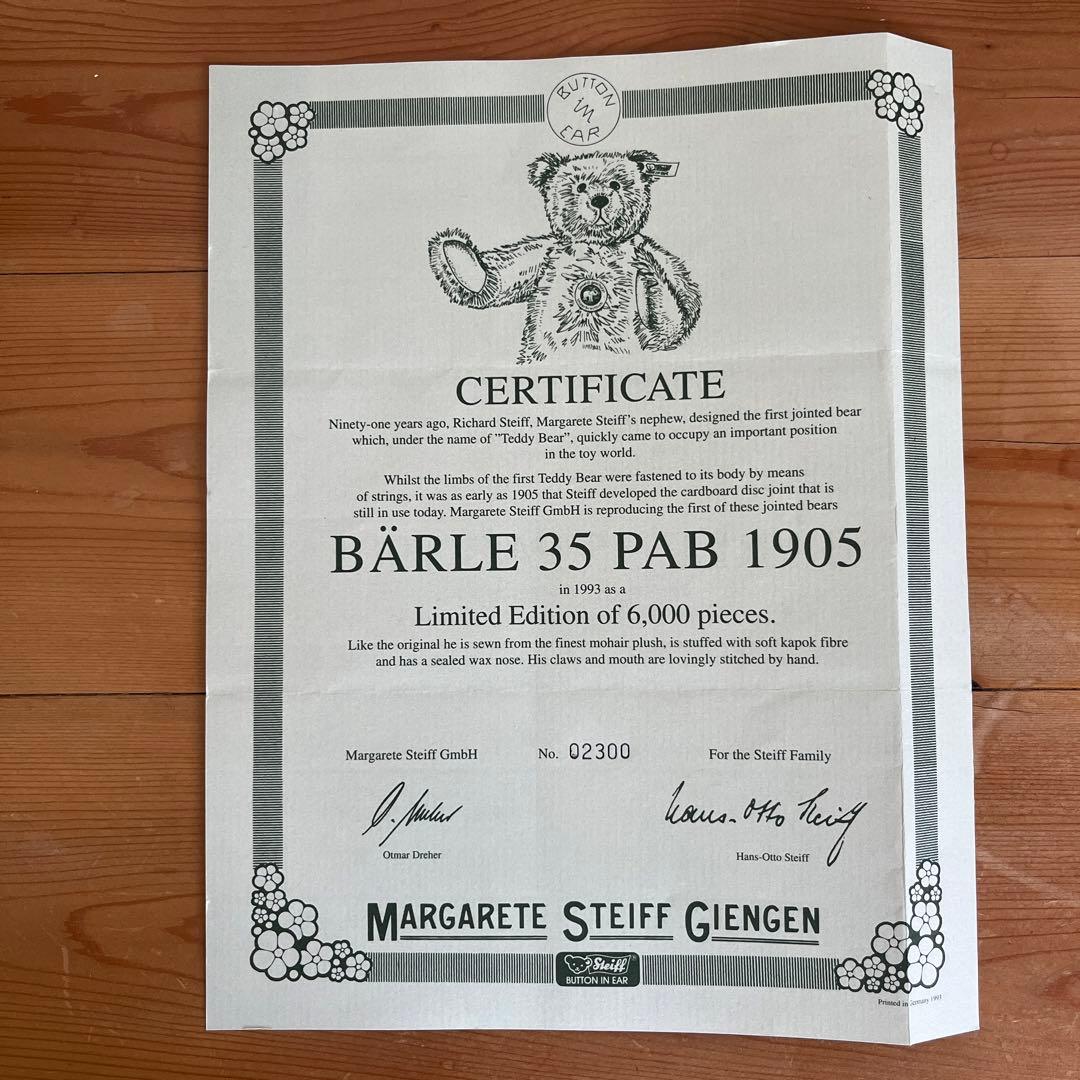 BUTTON
in
EAR
CERTIFICATE
Ninety-one years ago, Richard Steiff, Margarete Steiff's nephew, designed the first jointed bear
which, under the name of "Teddy Bear", quickly came to occupy an important position
in the toy world.
Whilst the limbs of the first Teddy Bear were fastened to its body by means
of strings, it was as early as 1905 that Steiff developed the cardboard disc joint that is
still in use today. Margarete Steiff GmbH is reproducing the first of these jointed bears
BÄRLE 35 PAB 1905
in 1993 as a
Limited Edition of 6,000 pieces.
Like the original he is sewn from the finest mohair plush, is stuffed with soft kapok fibre
and has a sealed wax nose. His claws and mouth are lovingly stitched by hand.
Margarete Steiff GmbH No. 02300 For the Steiff Family
Hans-Otto Steiff
Otmar Dreher Hans-Otto Steiff
MARGARETE STEIFF GIENGEN
Steiff
BUTTON IN EAR
Printed in Germany 1993